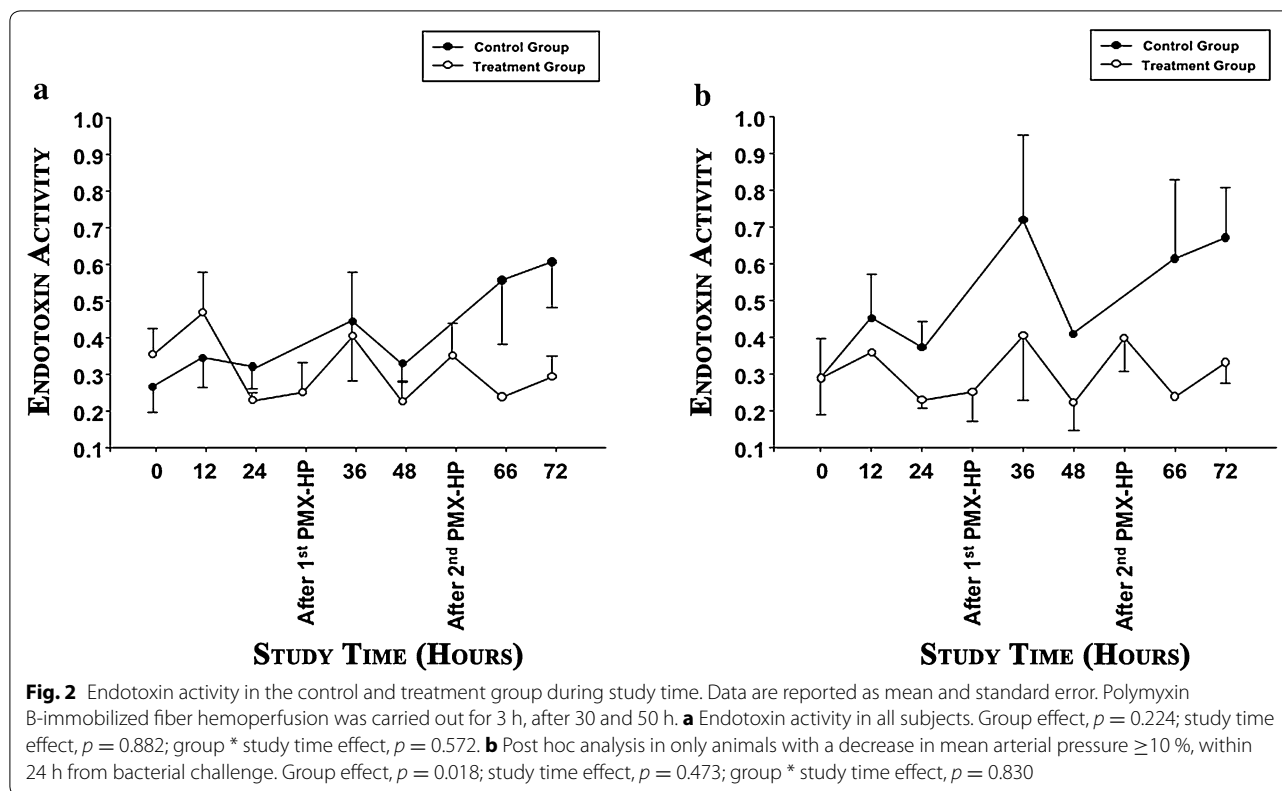 Control Group
Treatment Group
a
1.0
0.9
0.8
0.7
0.6
0.5
0.4
0.3
0.2
0.1
ENDOTOXIN ACTIVITY
0 12 24 After 1st PMX-HP 36 48 After 2nd PMX-HP 66 72
STUDY TIME (HOURS)
Control Group
Treatment Group
b
1.0
0.9
0.8
0.7
0.6
0.5
0.4
0.3
0.2
0.1
ENDOTOXIN ACTIVITY
0 12 24 After 1st PMX-HP 36 48 After 2nd PMX-HP 66 72
STUDY TIME (HOURS)
Fig. 2 Endotoxin activity in the control and treatment group during study time. Data are reported as mean and standard error. Polymyxin
B-immobilized fiber hemoperfusion was carried out for 3 h, after 30 and 50 h. a Endotoxin activity in all subjects. Group effect, p = 0.224; study time
effect, p = 0.882; group * study time effect, p = 0.572. b Post hoc analysis in only animals with a decrease in mean arterial pressure ≥10 %, within
24 h from bacterial challenge. Group effect, p = 0.018; study time effect, p = 0.473; group * study time effect, p = 0.830